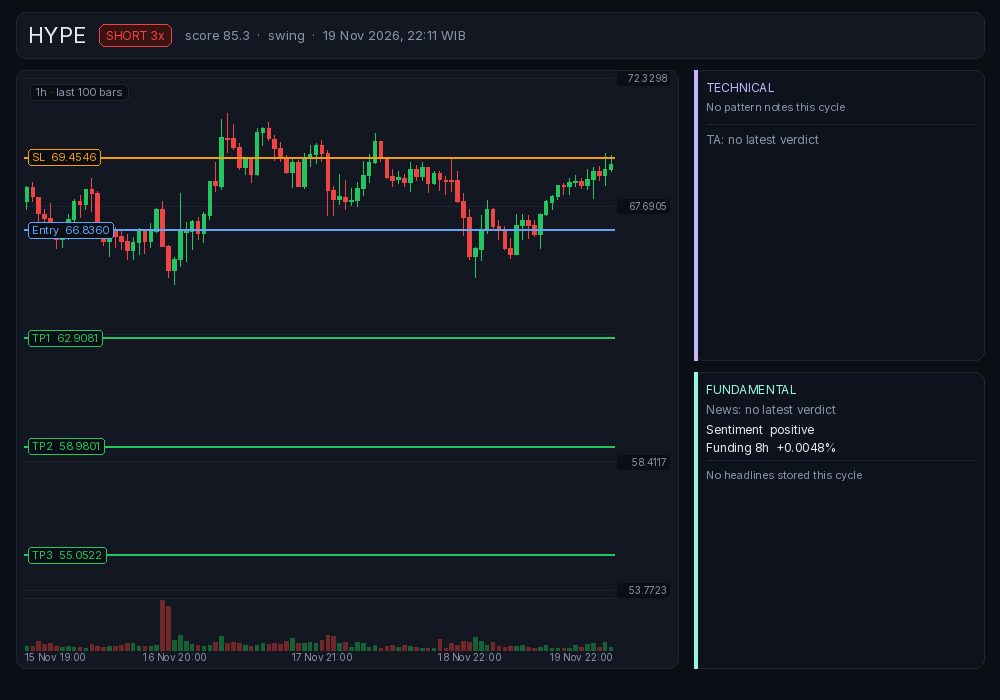 HYPE SHORT 3x score 85.3 · swing · 19 Nov 2026, 22:11 WIB
1h · last 100 bars
72.3298
SL 69.4546
67.6905
Entry 66.8360
TP1 62.9081
TP2 58.9801
58.4117
TP3 55.0522
53.7723
15 Nov 19:00 16 Nov 20:00 17 Nov 21:00 18 Nov 22:00 19 Nov 22:00
TECHNICAL
No pattern notes this cycle
TA: no latest verdict
FUNDAMENTAL
News: no latest verdict
Sentiment positive
Funding 8h +0.0048%
No headlines stored this cycle